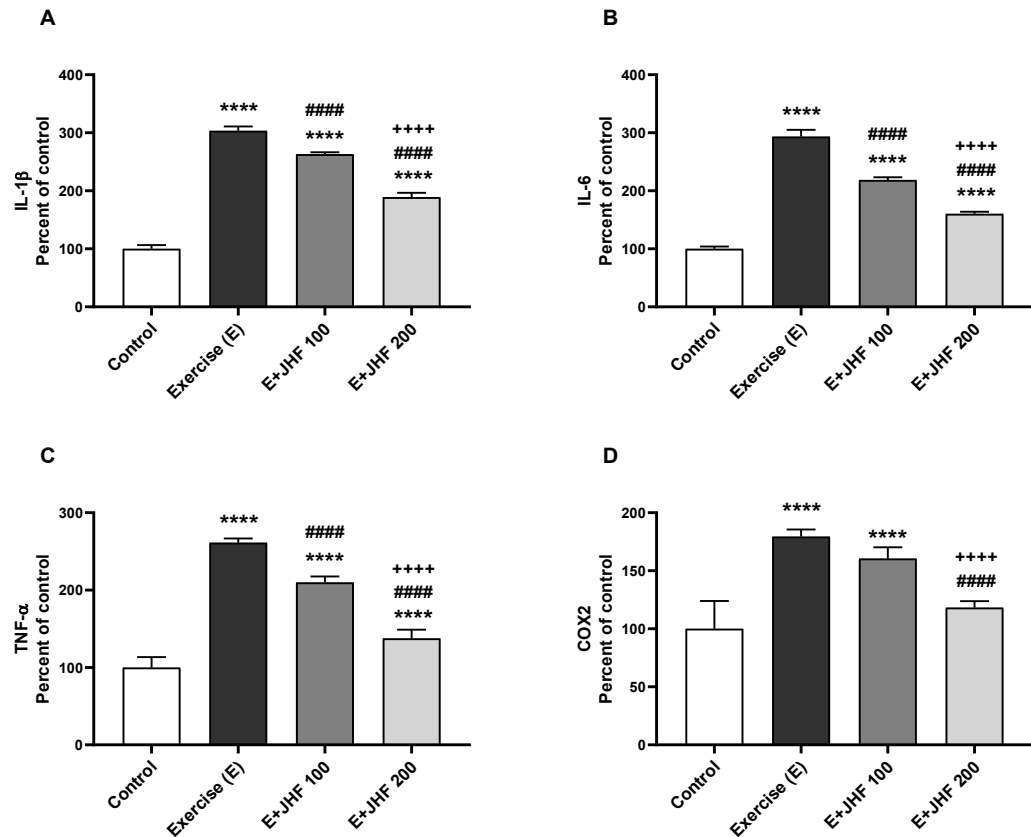 A
IL-1β
Percent of control
400
300
200
100
0
****
####
****
++++
####
****
Control
Exercise (E)
E+JHF 100
E+JHF 200
B
IL-6
Percent of control
400
300
200
100
0
****
####
****
++++
####
****
Control
Exercise (E)
E+JHF 100
E+JHF 200
C
TNF-α
Percent of control
300
200
100
0
****
####
****
++++
####
****
Control
Exercise (E)
E+JHF 100
E+JHF 200
D
COX2
Percent of control
200
150
100
50
0
****
****
++++
####
Control
Exercise (E)
E+JHF 100
E+JHF 200